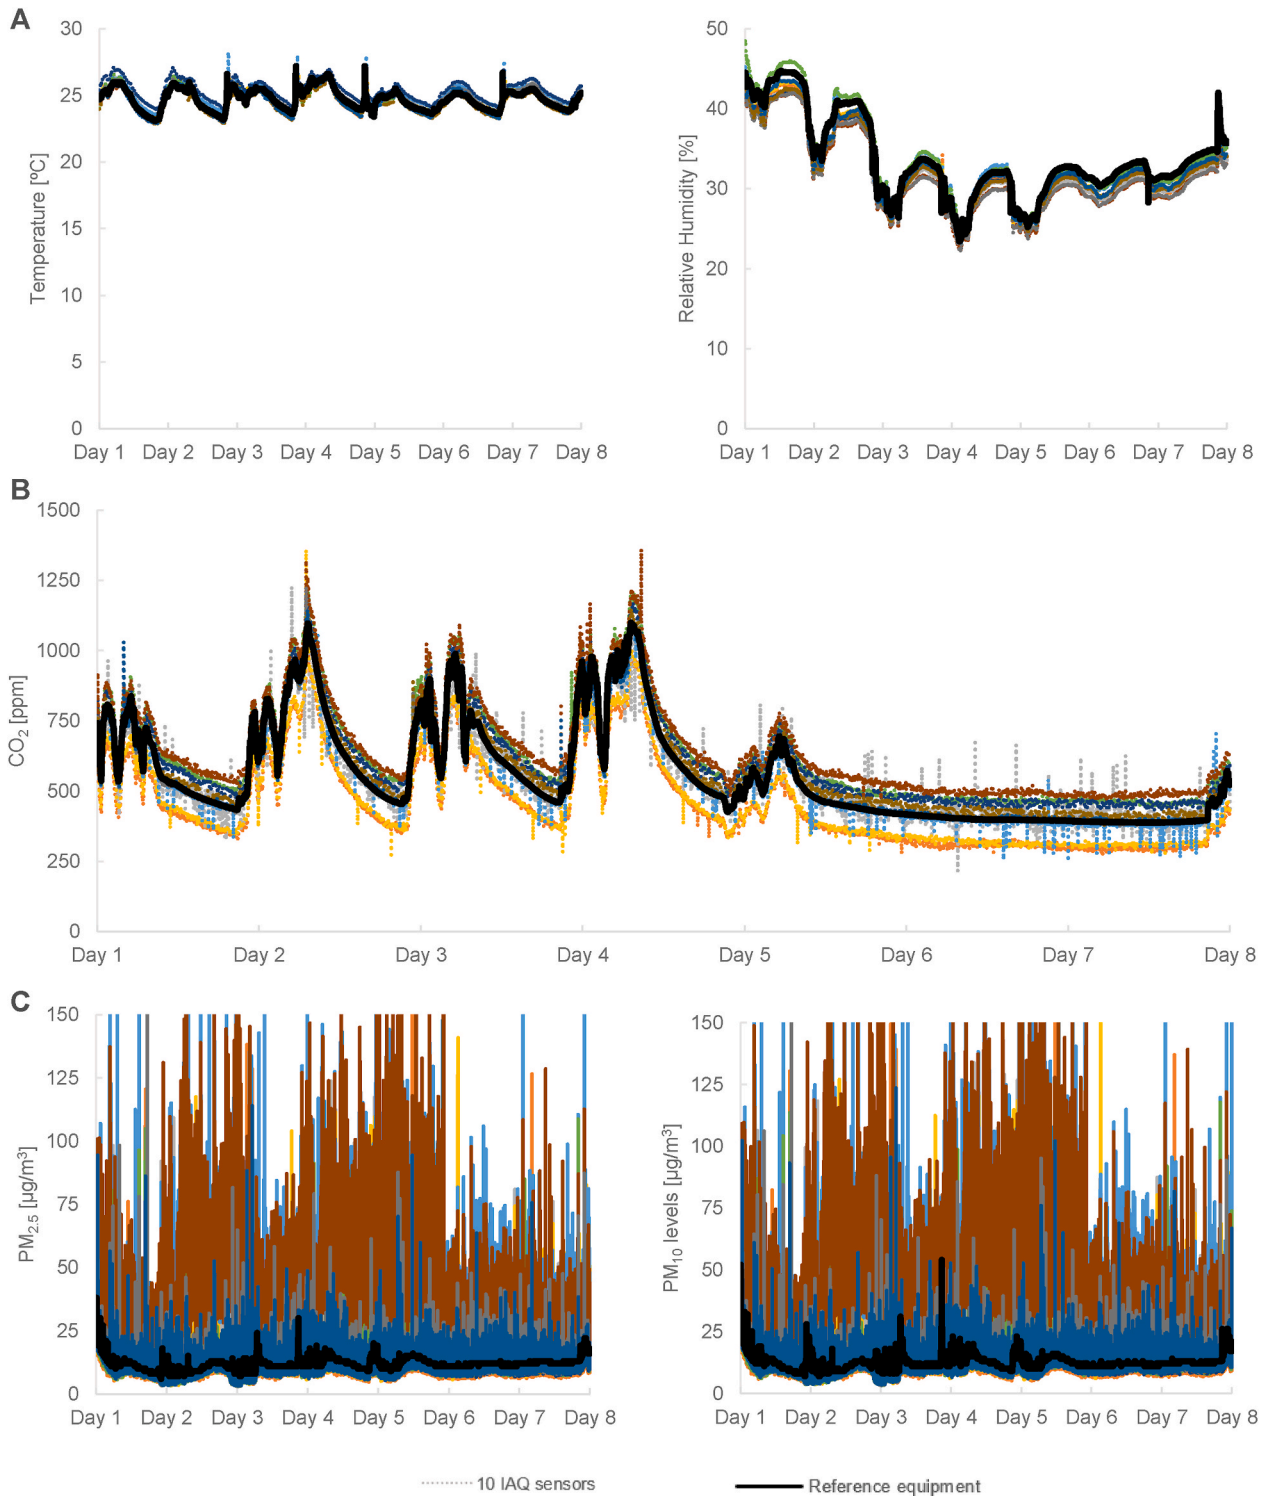 A
30
25
20
15
10
5
0
Temperature [ºC]
Day 1 Day 2 Day 3 Day 4 Day 5 Day 6 Day 7 Day 8
50
40
30
20
10
0
Relative Humidity [%]
Day 1 Day 2 Day 3 Day 4 Day 5 Day 6 Day 7 Day 8
B
1500
1250
1000
750
500
250
0
CO2 [ppm]
Day 1 Day 2 Day 3 Day 4 Day 5 Day 6 Day 7 Day 8
C
150
125
100
75
50
25
0
PM2.5 [µg/m3]
Day 1 Day 2 Day 3 Day 4 Day 5 Day 6 Day 7 Day 8
150
125
100
75
50
25
0
PM10 levels [µg/m3]
Day 1 Day 2 Day 3 Day 4 Day 5 Day 6 Day 7 Day 8
10 IAQ sensors
Reference equipment